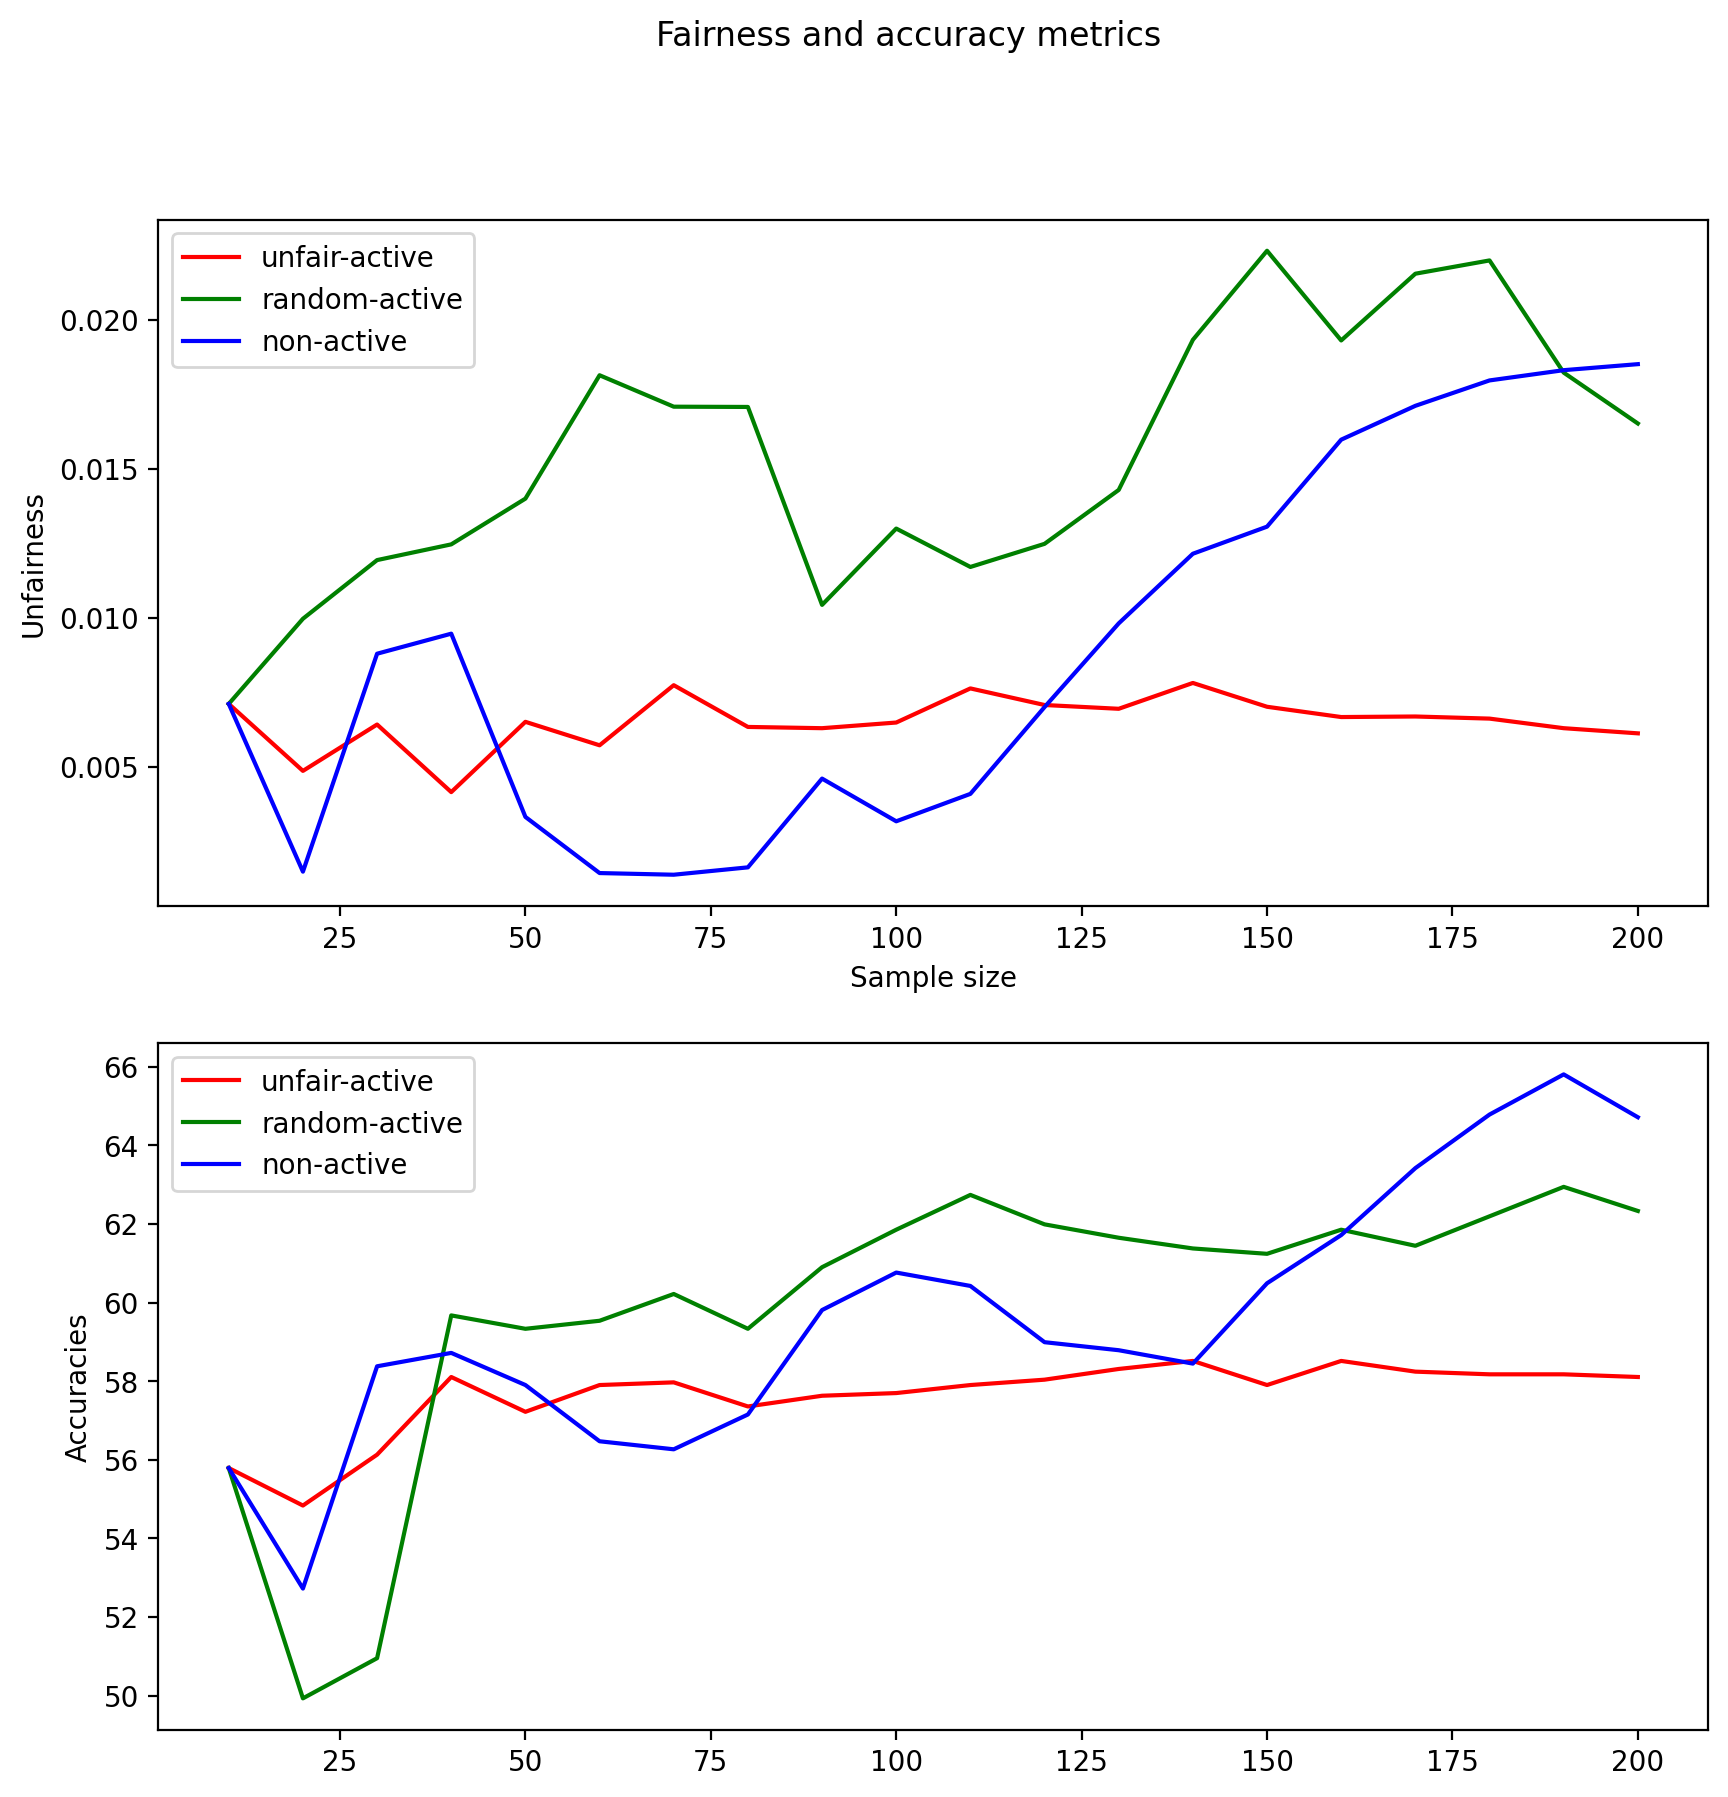 Fairness and accuracy metrics
unfair-active
random-active
non-active
0.020
0.015
0.010
0.005
Unfairness
25 50 75 100 125 150 175 200
Sample size
unfair-active
random-active
non-active
66
64
62
60
58
56
54
52
50
Accuracies
25 50 75 100 125 150 175 200